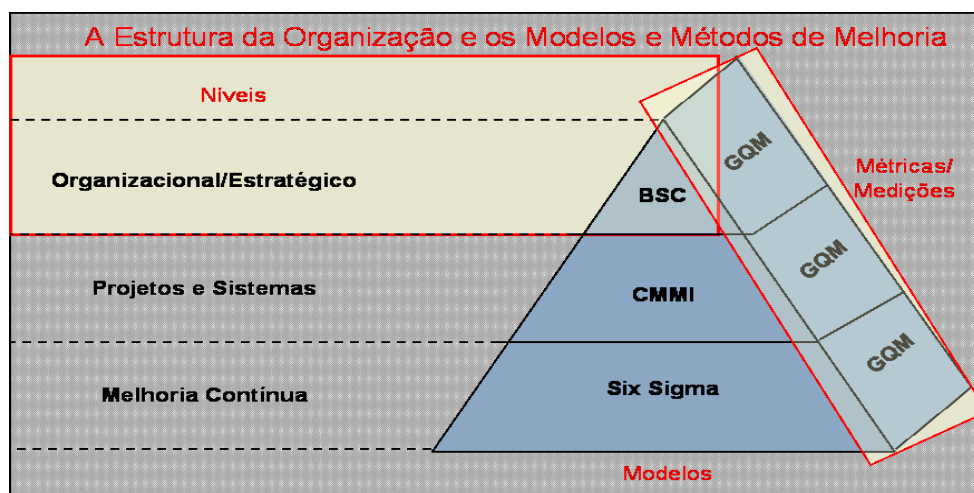 A Estrutura da Organização e os Modelos e Métodos de Melhoria
Níveis
Organizacional/Estratégico
BSC
GQM
Métricas/
Medições
Projetos e Sistemas
CMMI
GQM
Melhoria Contínua
Six Sigma
GQM
Modelos